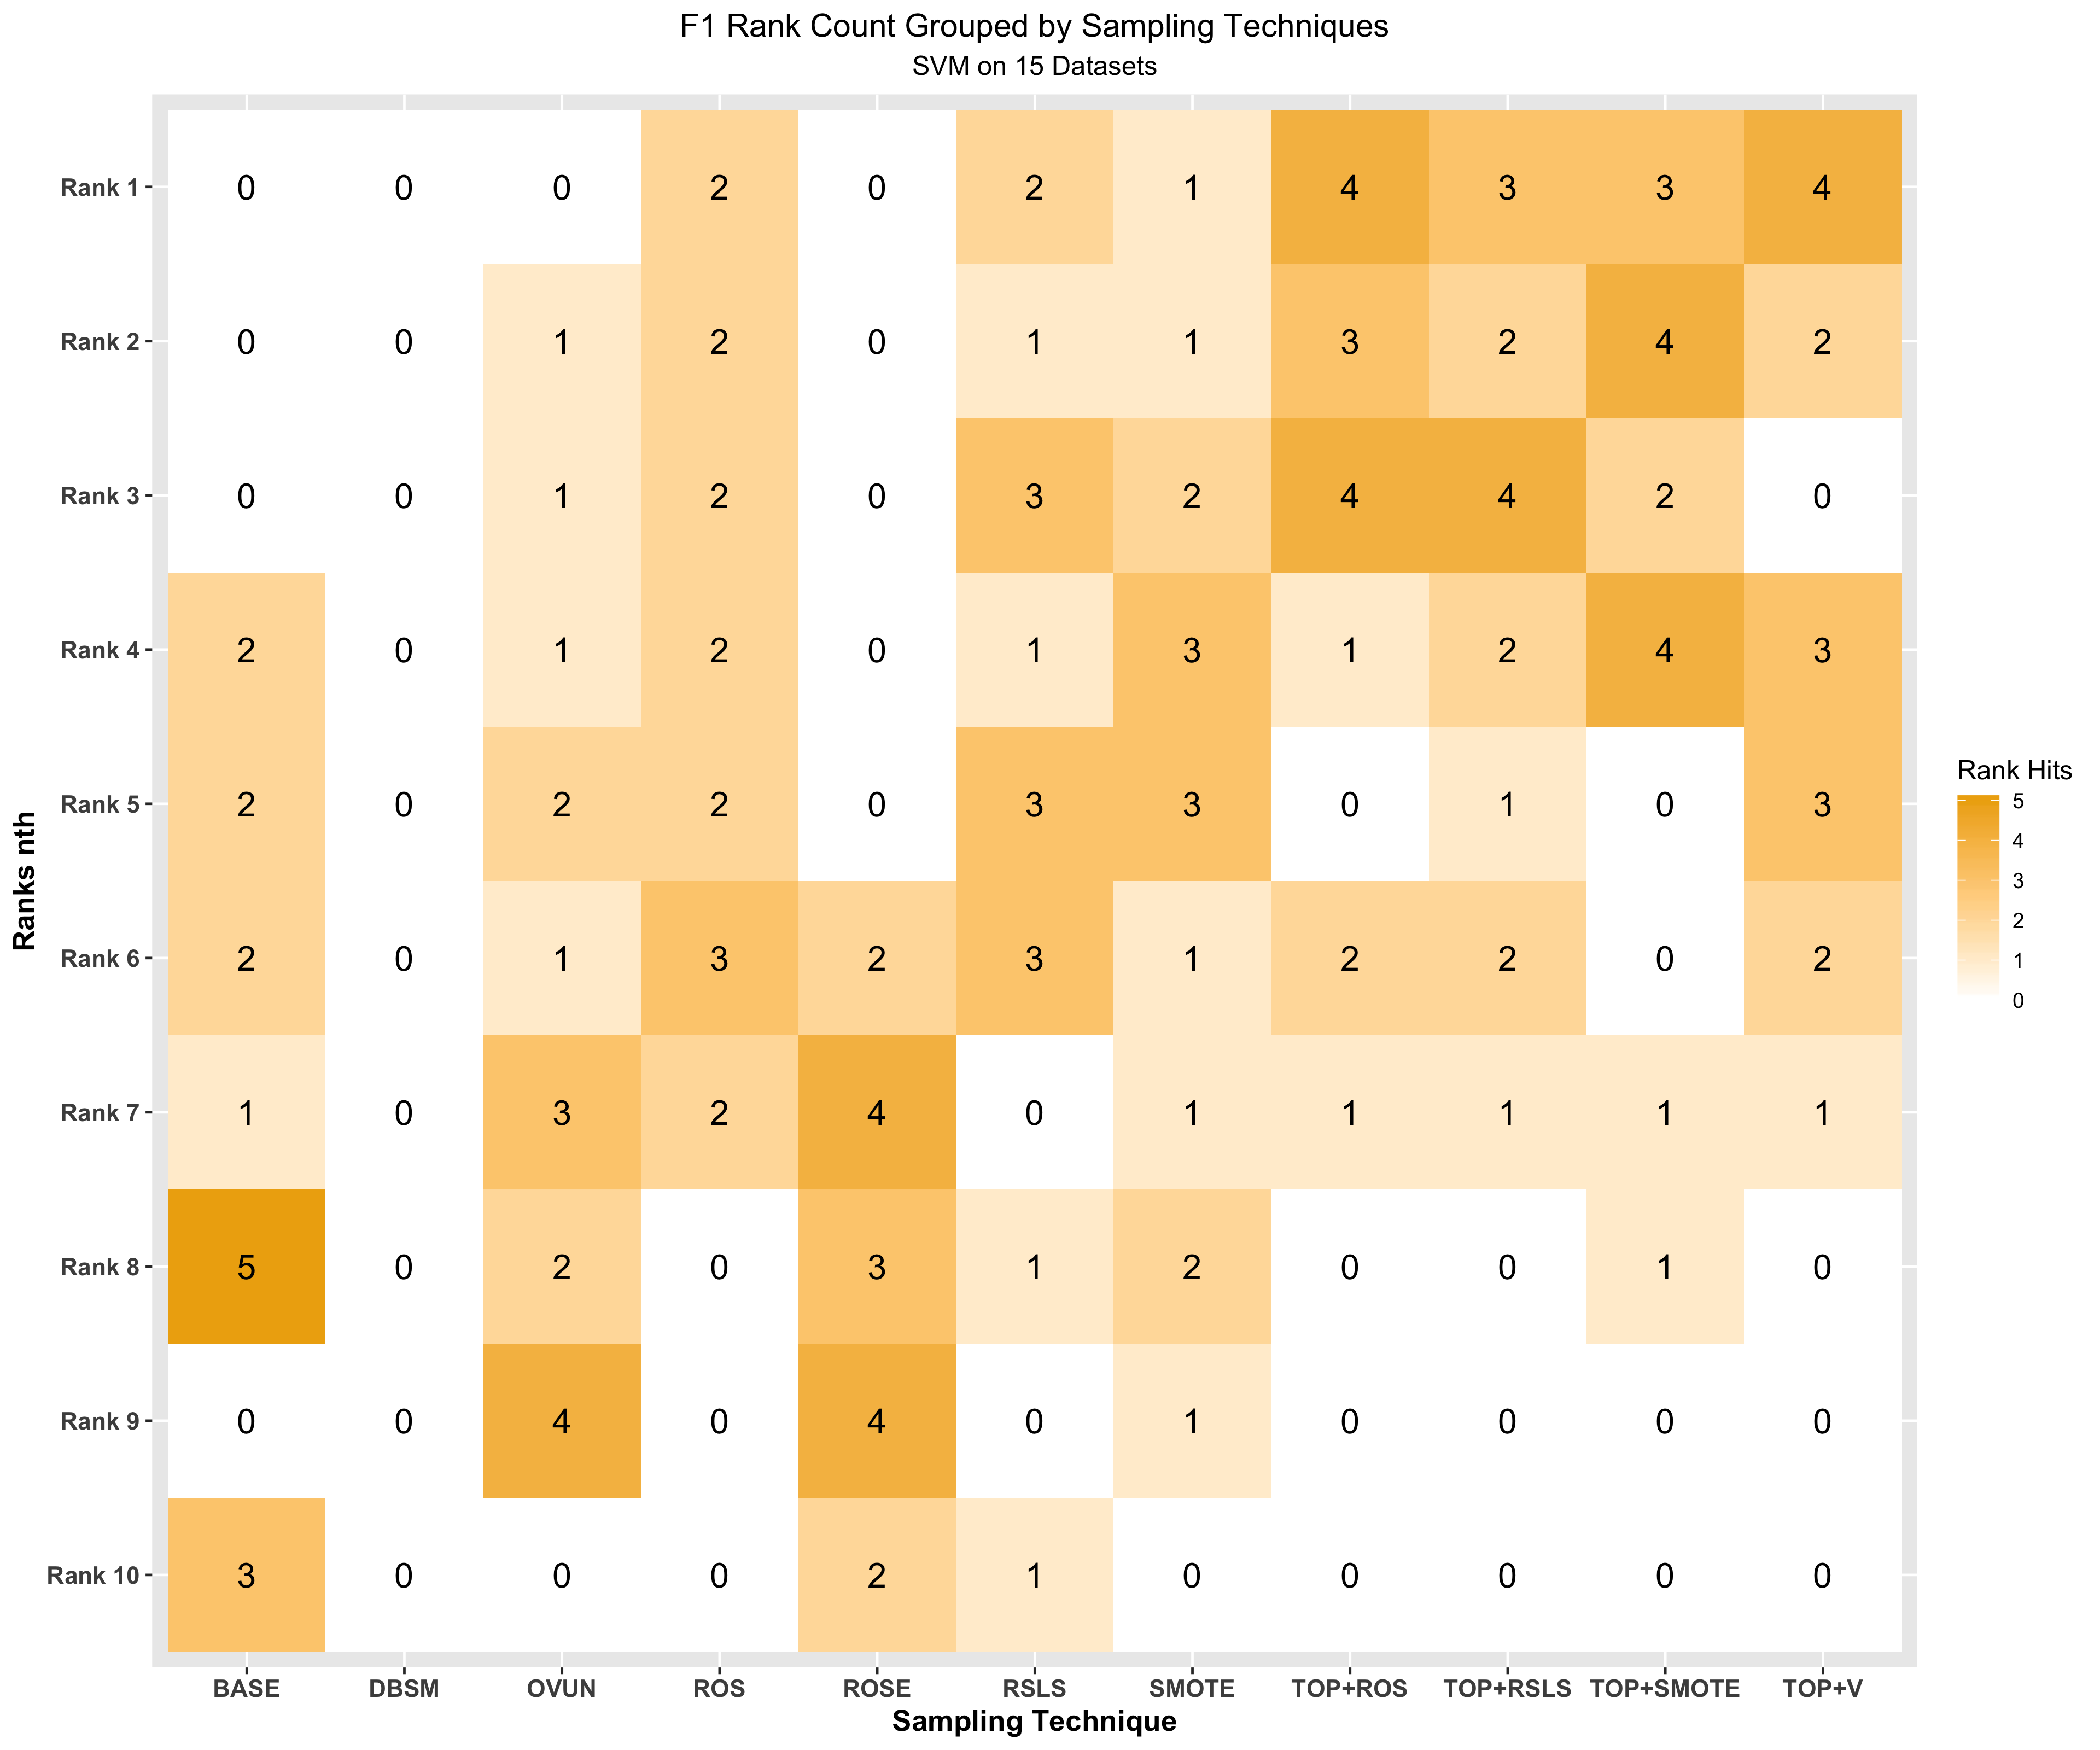 F1 Rank Count Grouped by Sampling Techniques
SVM on 15 Datasets
Rank 1 0 0 0 2 0 2 1 4 3 3 4
Rank 2 0 0 1 2 0 1 1 3 2 4 2
Rank 3 0 0 1 2 0 3 2 4 4 2 0
Rank 4 2 0 1 2 0 1 3 1 2 4 3
Rank 5 2 0 2 2 0 3 3 0 1 0 3
Rank 6 2 0 1 3 2 3 1 2 2 0 2
Rank 7 1 0 3 2 4 0 1 1 1 1 1
Rank 8 5 0 2 0 3 1 2 0 0 1 0
Rank 9 0 0 4 0 4 0 1 0 0 0 0
Rank 10 3 0 0 0 2 1 0 0 0 0 0
BASE DBSM OVUN ROS ROSE RSLS SMOTE TOP+ROS TOP+RSLS TOP+SMOTE TOP+V
Sampling Technique
Ranks nth
Rank Hits
5
4
3
2
1
0